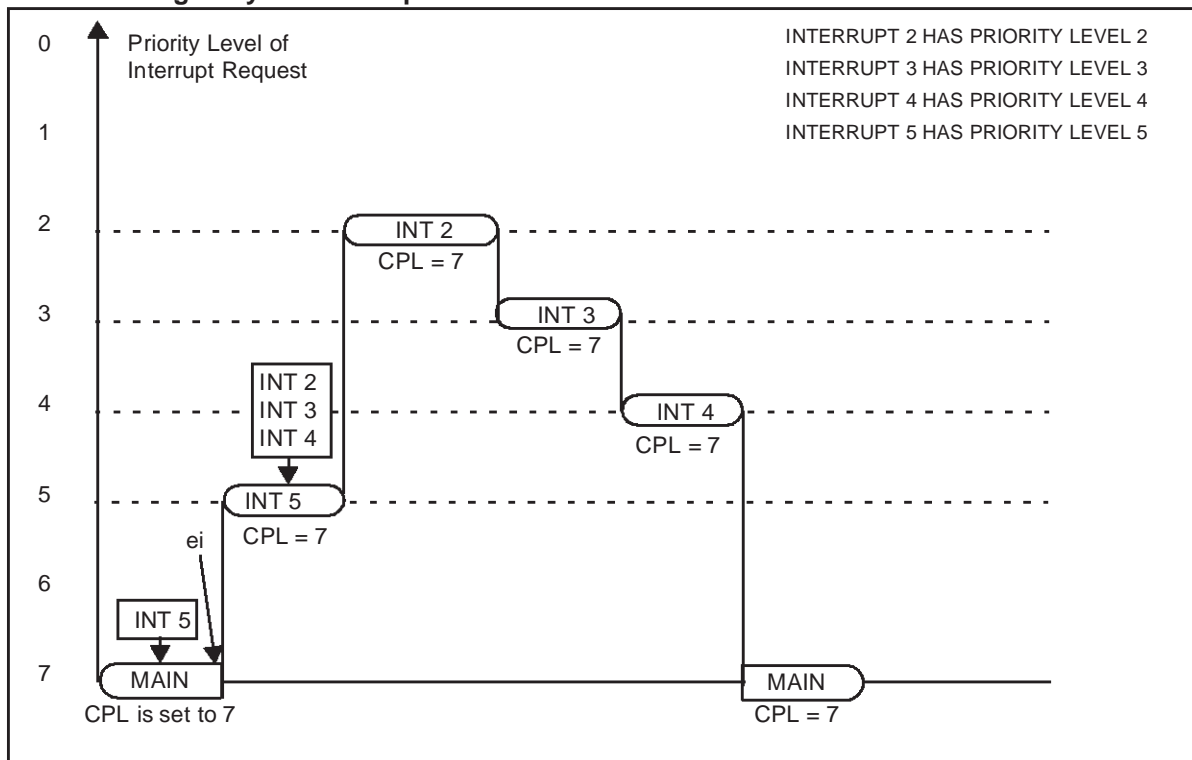 0
Priority Level of
Interrupt Request
INTERRUPT 2 HAS PRIORITY LEVEL 2
INTERRUPT 3 HAS PRIORITY LEVEL 3
INTERRUPT 4 HAS PRIORITY LEVEL 4
INTERRUPT 5 HAS PRIORITY LEVEL 5
1
2
INT 2
CPL = 7
3
INT 3
CPL = 7
INT 2
INT 3
INT 4
4
INT 4
CPL = 7
5
INT 5
CPL = 7
ei
6
INT 5
7
MAIN
CPL is set to 7
MAIN
CPL = 7